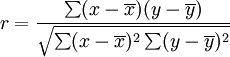 r = \frac{\sum(x - \overline{x})(y - \overline{y})}{\sqrt{\sum(x - \overline{x})^2 \sum(y - \overline{y})^2}}